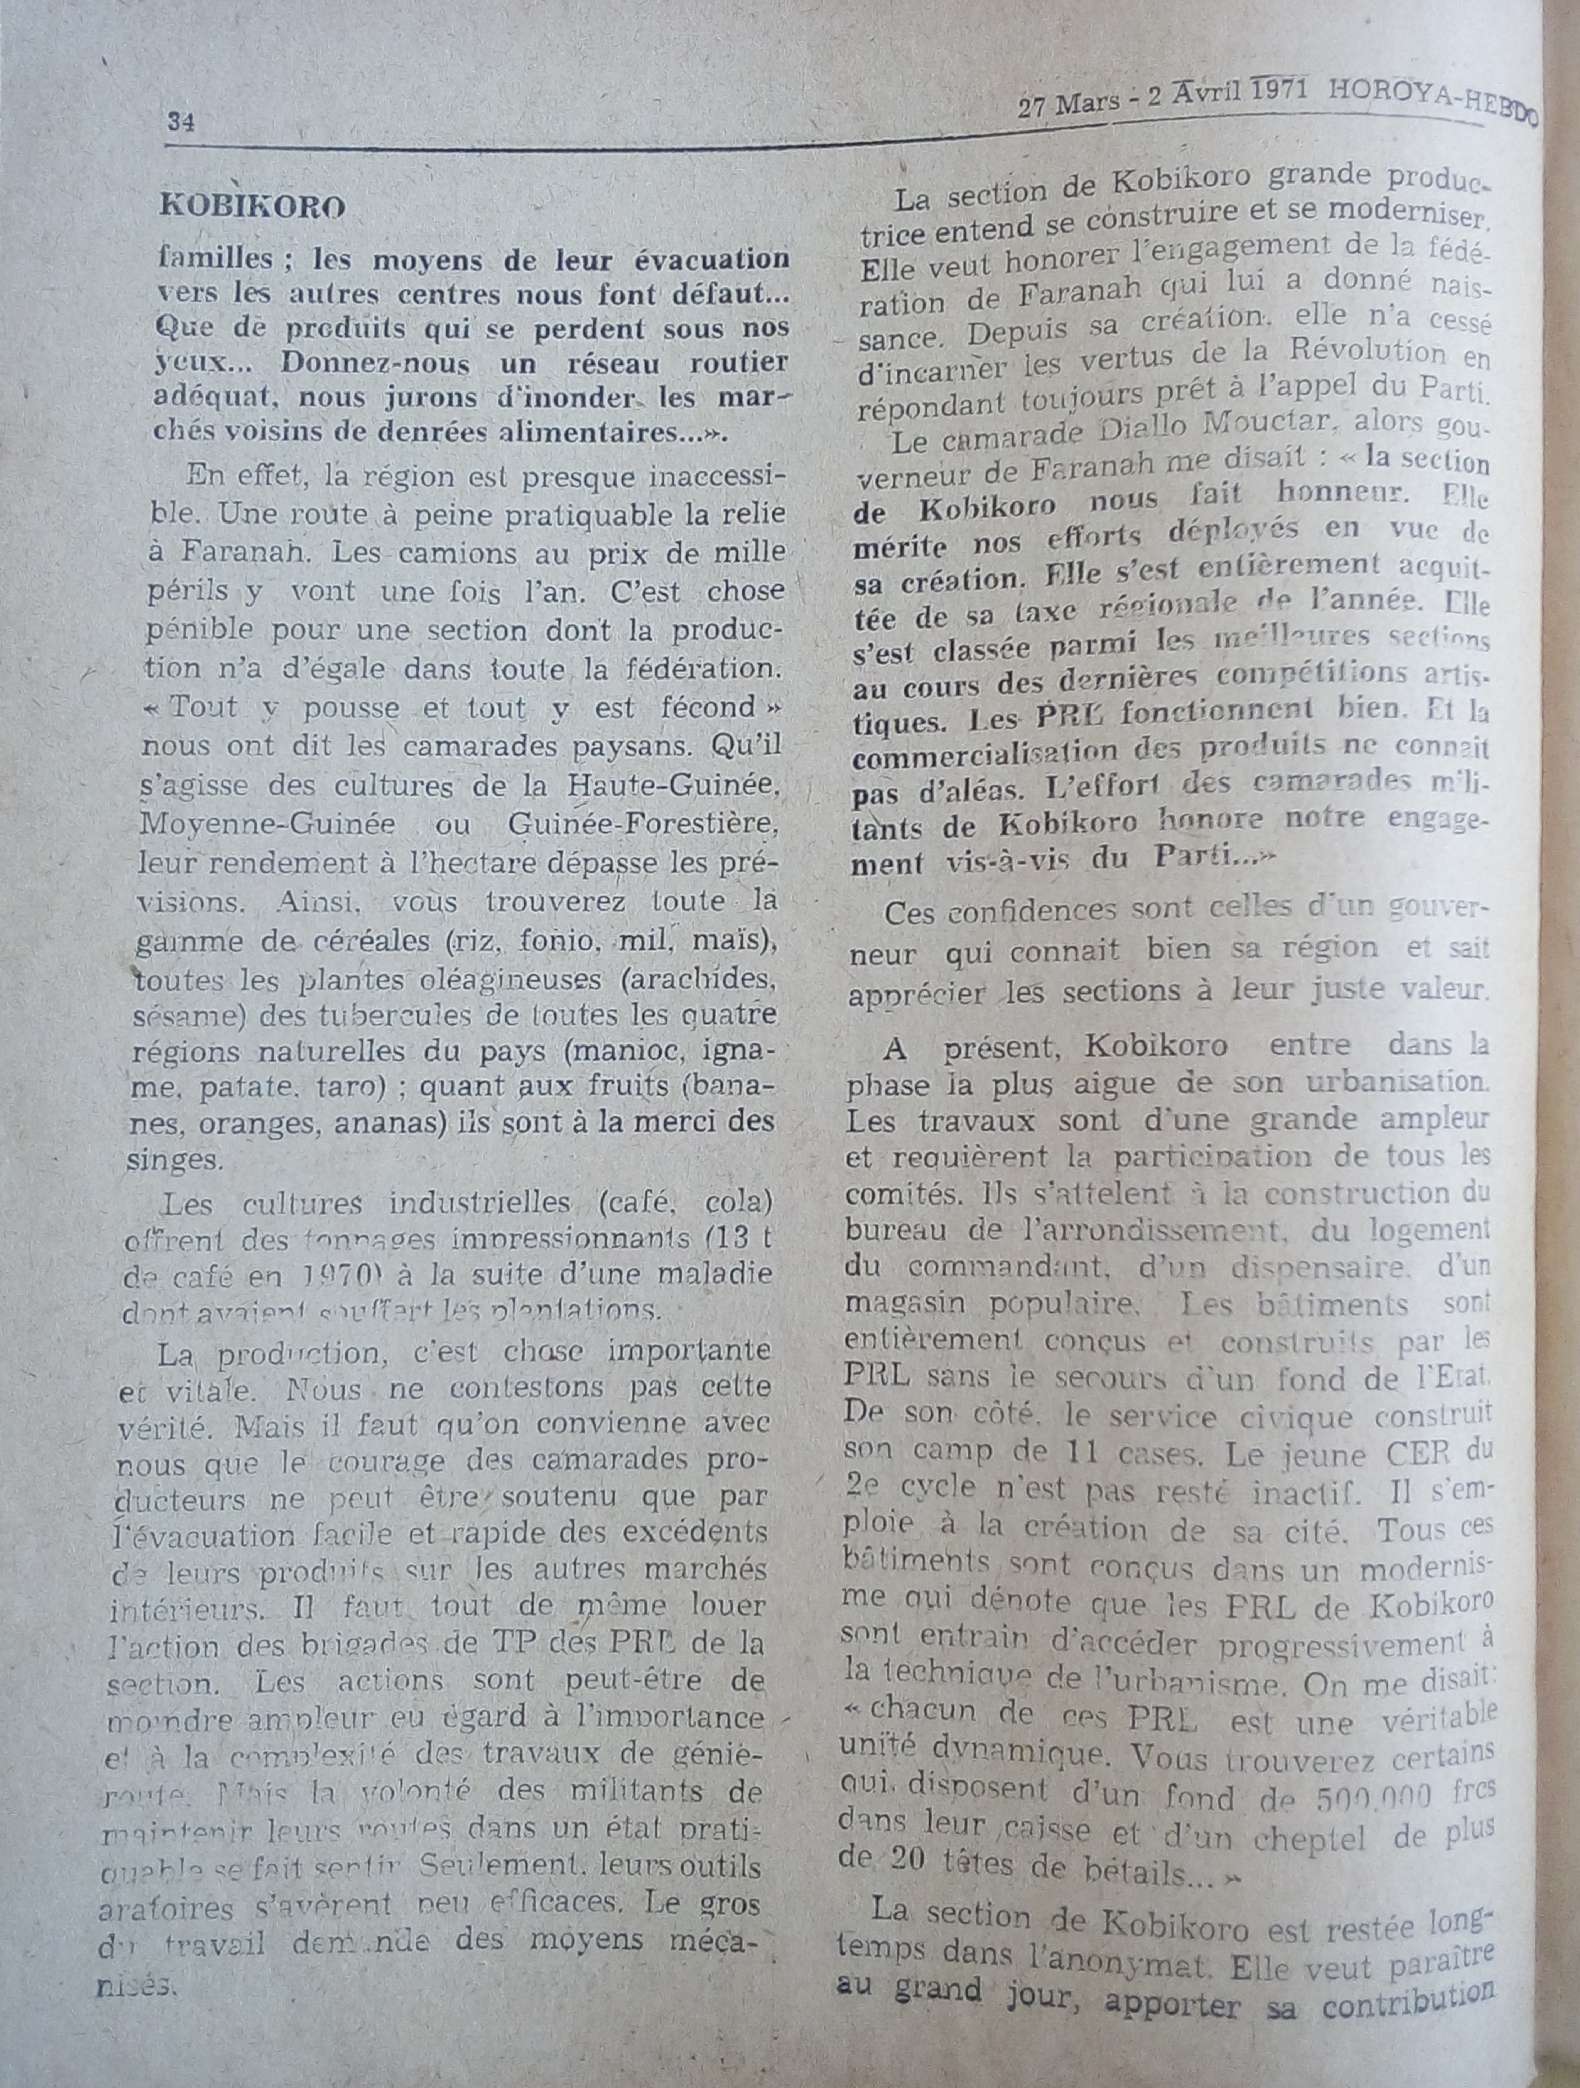 34
27 Mars - 2 Avril 1971 HOROYA-HEBDO
KOBIKORO
familles ; les moyens de leur évacuation
vers les autres centres nous font défaut...
Que de produits qui se perdent sous nos
yeux... Donnez-nous un réseau routier
adéquat, nous jurons d'inonder les mar-
chés voisins de denrées alimentaires...».
En effet, la région est presque inaccessi-
ble. Une route à peine pratiquable la relie
à Faranah. Les camions au prix de mille
périls y vont une fois l'an. C'est chose
pénible pour une section dont la produc-
tion n'a d'égale dans toute la fédération.
« Tout y pousse et tout y est fécond »
nous ont dit les camarades paysans. Qu'il
s'agisse des cultures de la Haute-Guinée,
Moyenne-Guinée ou Guinée-Forestière,
leur rendement à l'hectare dépasse les pré-
visions. Ainsi, vous trouverez toute la
gamme de céréales (riz, fonio, mil, maïs),
toutes les plantes oléagineuses (arachides,
sésame) des tubercules de toutes les quatre
régions naturelles du pays (manioc, igna-
me, patate, taro) ; quant aux fruits (bana-
nes, oranges, ananas) ils sont à la merci des
singes.
Les cultures industrielles (café, cola)
offrent des tonnages impressionnants (13 t
de café en 1970) à la suite d'une maladie
dont avaient souffert les plantations.
La production, c'est chose importante
et vitale. Nous ne contestons pas cette
vérité. Mais il faut qu'on convienne avec
nous que le courage des camarades pro-
ducteurs ne peut être soutenu que par
l'évacuation facile et rapide des excédents
de leurs produits sur les autres marchés
intérieurs. Il faut tout de même louer
l'action des brigades de TP des PRL de la
section. Les actions sont peut-être de
moindre ampleur eu égard à l'importance
et à la complexité des travaux de génie-
route. Mais la volonté des militants de
maintenir leurs routes dans un état prati-
quable se fait sentir. Seulement, leurs outils
aratoires s'avèrent peu efficaces. Le gros
du travail demande des moyens méca-
nisés.
La section de Kobikoro grande produc-
trice entend se construire et se moderniser.
Elle veut honorer l'engagement de la fédé-
ration de Faranah qui lui a donné nais-
sance. Depuis sa création, elle n'a cessé
d'incarner les vertus de la Révolution en
répondant toujours prêt à l'appel du Parti.
Le camarade Diallo Mouctar, alors gou-
verneur de Faranah me disait : « la section
de Kobikoro nous fait honneur. Elle
mérite nos efforts déployés en vue de
sa création. Elle s'est entièrement acquit-
tée de sa taxe régionale de l'année. Elle
s'est classée parmi les meilleures sections
au cours des dernières compétitions artis-
tiques. Les PRL fonctionnent bien. Et la
commercialisation des produits ne connait
pas d'aléas. L'effort des camarades mili-
tants de Kobikoro honore notre engage-
ment vis-à-vis du Parti...»
Ces confidences sont celles d'un gouver-
neur qui connait bien sa région et sait
apprécier les sections à leur juste valeur.
A présent, Kobikoro entre dans la
phase la plus aigue de son urbanisation.
Les travaux sont d'une grande ampleur
et requièrent la participation de tous les
comités. Ils s'attelent à la construction du
bureau de l'arrondissement, du logement
du commandant, d'un dispensaire, d'un
magasin populaire. Les bâtiments sont
entièrement conçus et construits par les
PRL sans le secours d'un fond de l'Etat.
De son côté, le service civique construit
son camp de 11 cases. Le jeune CER du
2e cycle n'est pas resté inactif. Il s'em-
ploie à la création de sa cité. Tous ces
bâtiments sont conçus dans un modernis-
me qui dénote que les PRL de Kobikoro
sont entrain d'accéder progressivement à
la technique de l'urbanisme. On me disait:
« chacun de ces PRL est une véritable
unité dynamique. Vous trouverez certains
qui disposent d'un fond de 500.000 frcs
dans leur caisse et d'un cheptel de plus
de 20 têtes de bétails... »
La section de Kobikoro est restée long-
temps dans l'anonymat. Elle veut paraître
au grand jour, apporter sa contribution